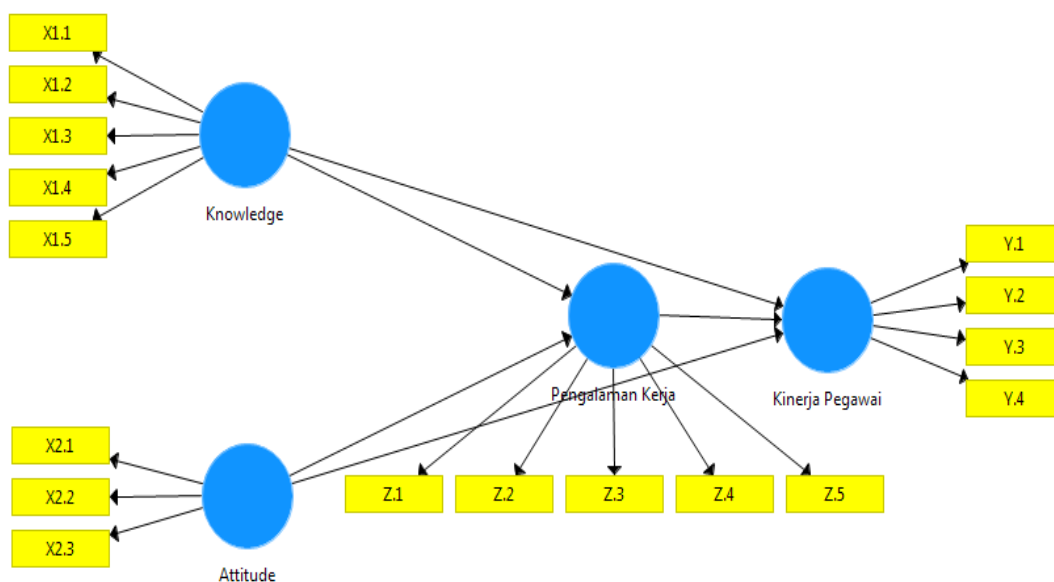 X1.1
X1.2
X1.3
X1.4
X1.5
Knowledge
Pengalaman Kerja
Kinerja Pegawai
Y.1
Y.2
Y.3
Y.4
X2.1
X2.2
X2.3
Attitude
Z.1
Z.2
Z.3
Z.4
Z.5